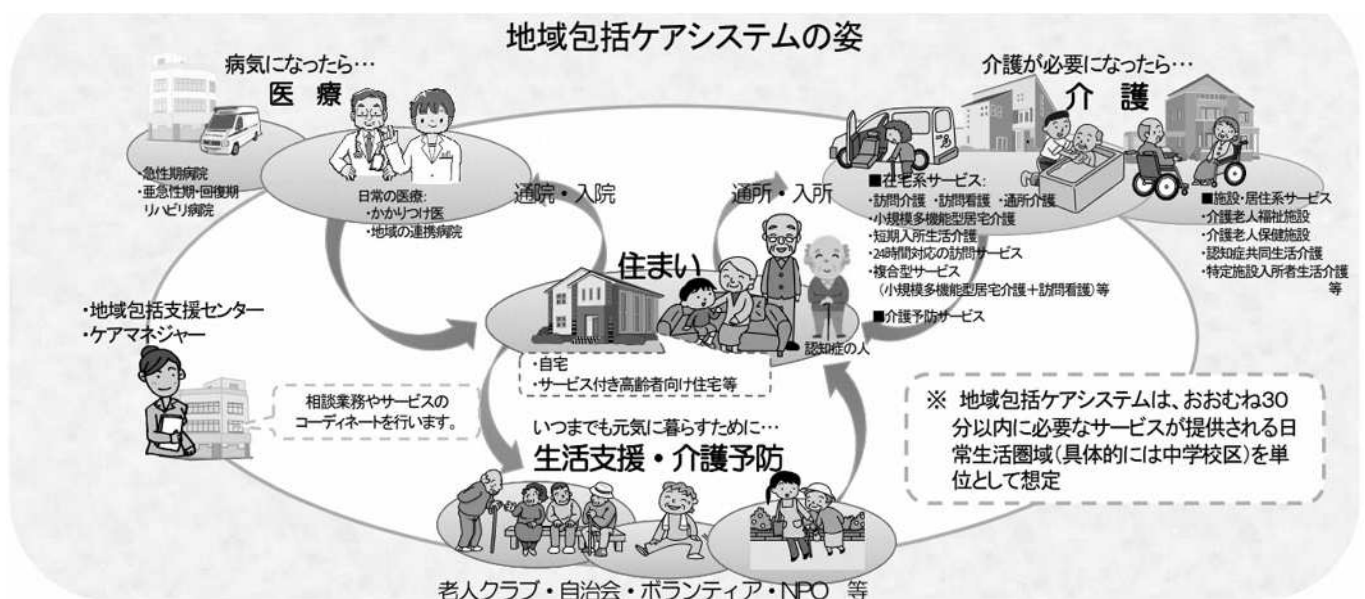 地域包括ケアシステムの姿
病気になったら…
医 療
・急性期病院
・亜急性期・回復期
リハビリ病院
日常の医療:
・かかりつけ医
・地域の連携病院
通院・入院
通所・入所
介護が必要になったら…
介 護
■在宅系サービス:
・訪問介護 ・訪問看護 ・通所介護
・小規模多機能型居宅介護
・短期入所生活介護
・24時間対応の訪問サービス
・複合型サービス
(小規模多機能型居宅介護+訪問看護)等
■介護予防サービス
■施設・居住系サービス
・介護老人福祉施設
・介護老人保健施設
・認知症共同生活介護
・特定施設入所者生活介護
等
住まい
認知症の人
・自宅
・サービス付き高齢者向け住宅等
・地域包括支援センター
・ケアマネジャー
相談業務やサービスの
コーディネートを行います。
いつまでも元気に暮らすために…
生活支援・介護予防
老人クラブ・自治会・ボランティア・NPO 等
※ 地域包括ケアシステムは、おおむね30
分以内に必要なサービスが提供される日
常生活圏域(具体的には中学校区)を単
位として想定